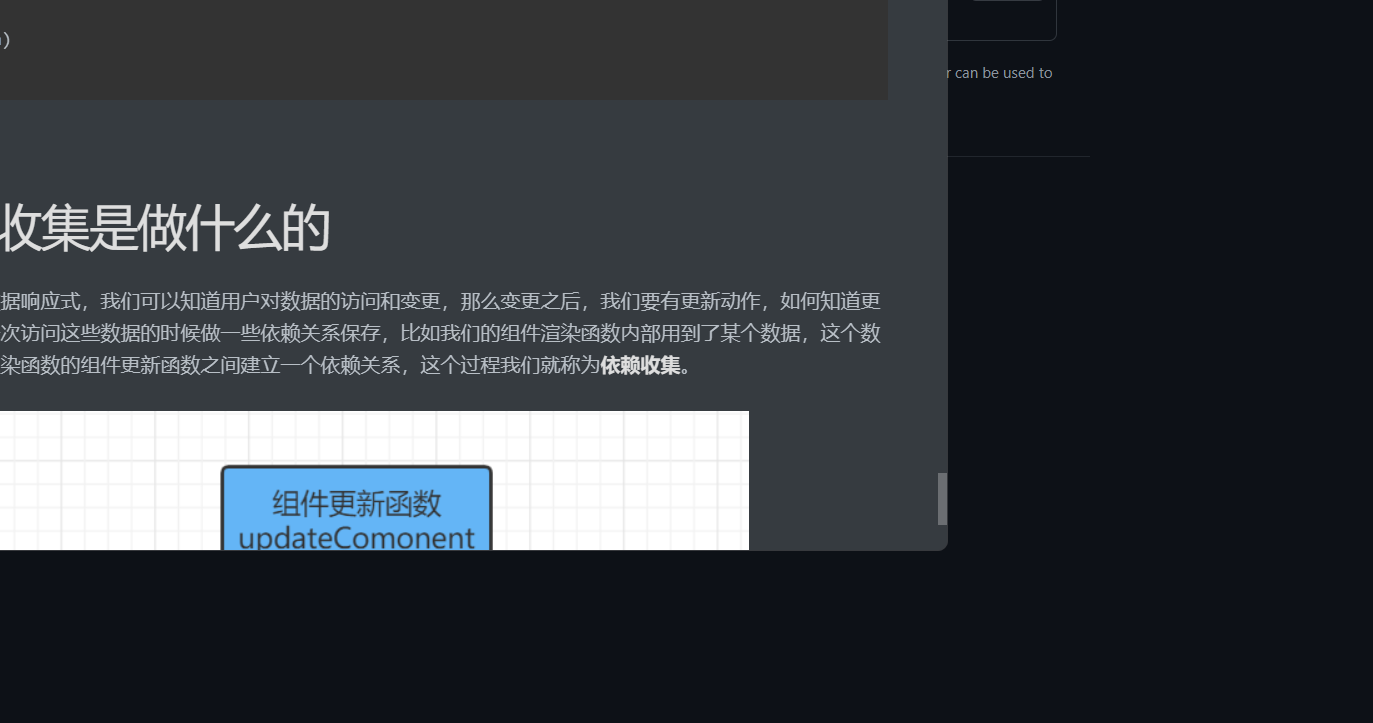 )
r can be used to
收集是做什么的
据响应式，我们可以知道用户对数据的访问和变更，那么变更之后，我们要有更新动作，如何知道更
次访问这些数据的时候做一些依赖关系保存，比如我们的组件渲染函数内部用到了某个数据，这个数
染函数的组件更新函数之间建立一个依赖关系，这个过程我们就称为依赖收集。
组件更新函数
updateComonent